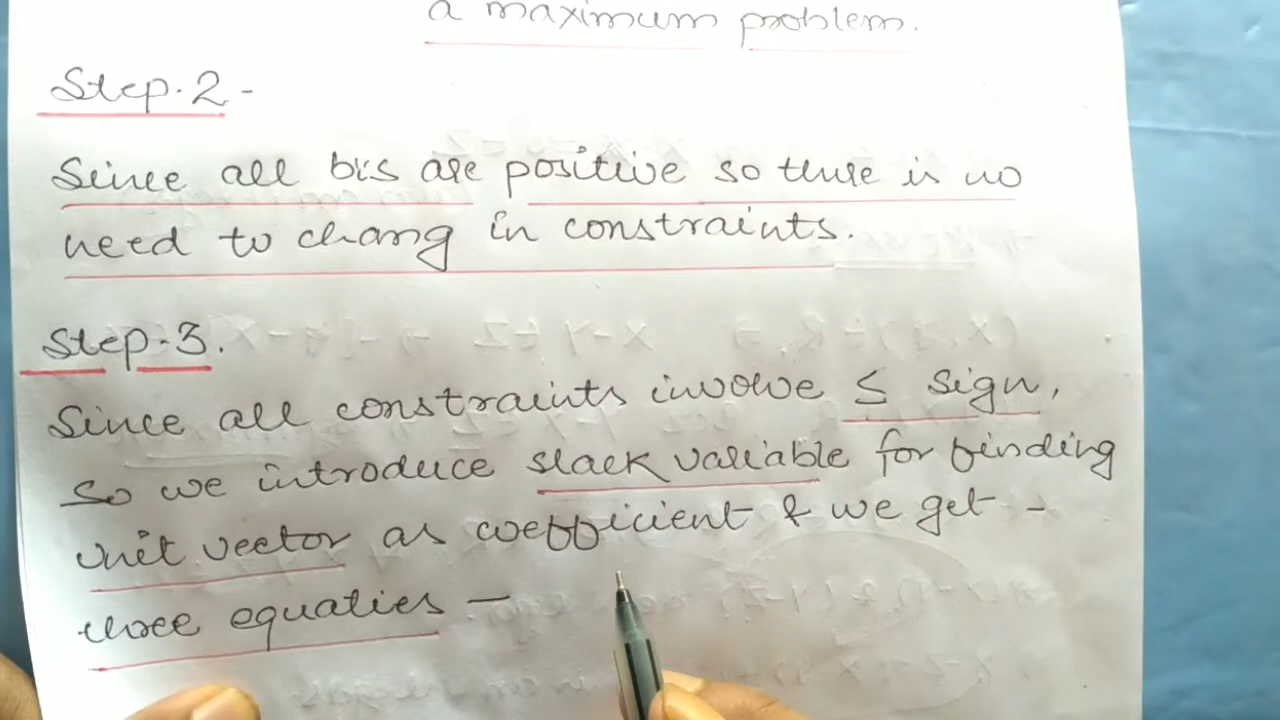 a maximum problem.
Step.2 -
Since all bi's are positive so there is no
need to chang in constraints.
Step.3.
Since all constraints involve ≤ sign,
So we introduce slack variable for finding
unit vector as coefficient & we get -
three equaties -